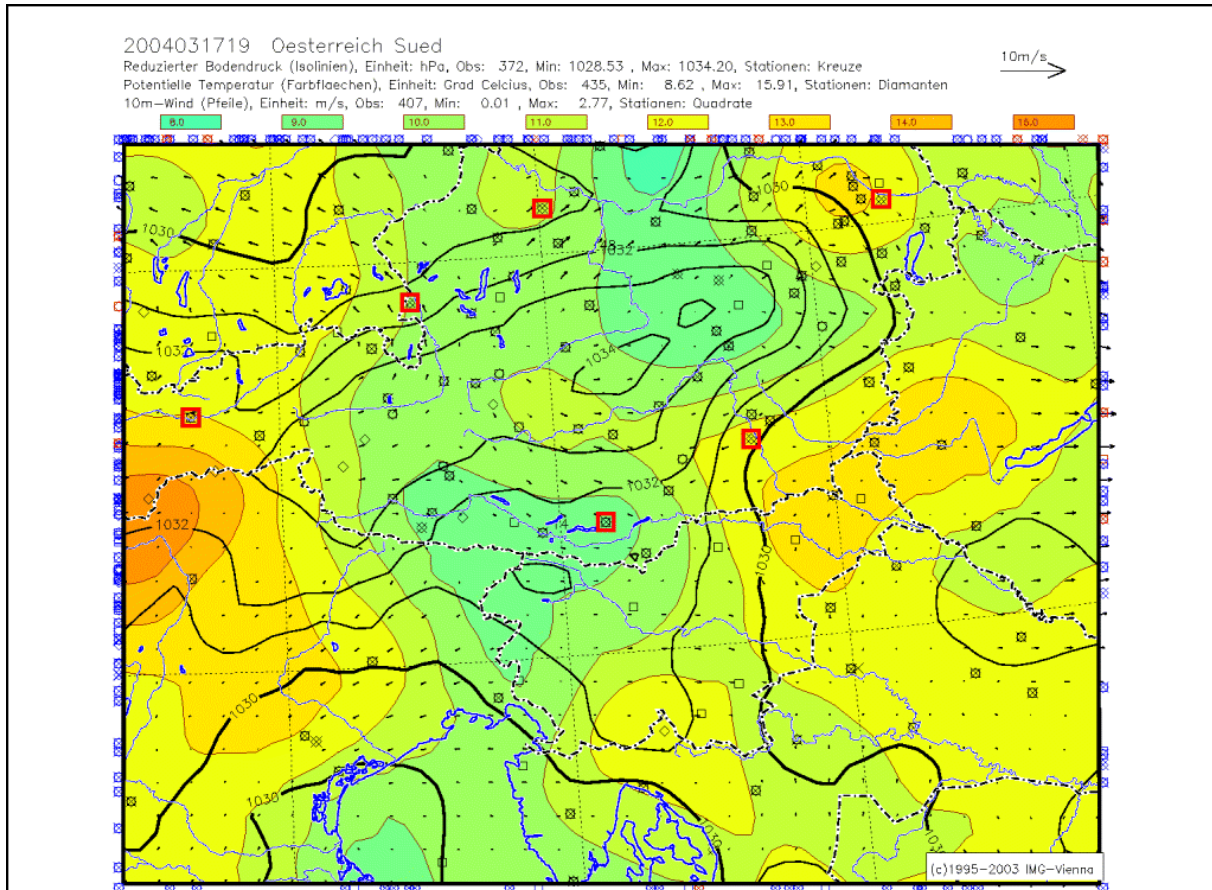 2004031719 Oesterreich Sued
Reduzierter Bodendruck (Isolinien), Einheit: hPa, Obs: 372, Min: 1028.53 , Max: 1034.20, Stationen: Kreuze
10m/s
Potentielle Temperatur (Farbflaechen), Einheit: Grad Celcius, Obs: 435, Min: 8.62 , Max: 15.91, Stationen: Diamanten
10m-Wind (Pfeile), Einheit: m/s, Obs: 407, Min: 0.01 , Max: 2.77, Stationen: Quadrate
8.0 9.0 10.0 11.0 12.0 13.0 14.0 15.0
1030
1030
48
1032
1032
1034
1032
1032
14
1030
1030
1030
1030
1030
(c)1995-2003 IMG-Vienna